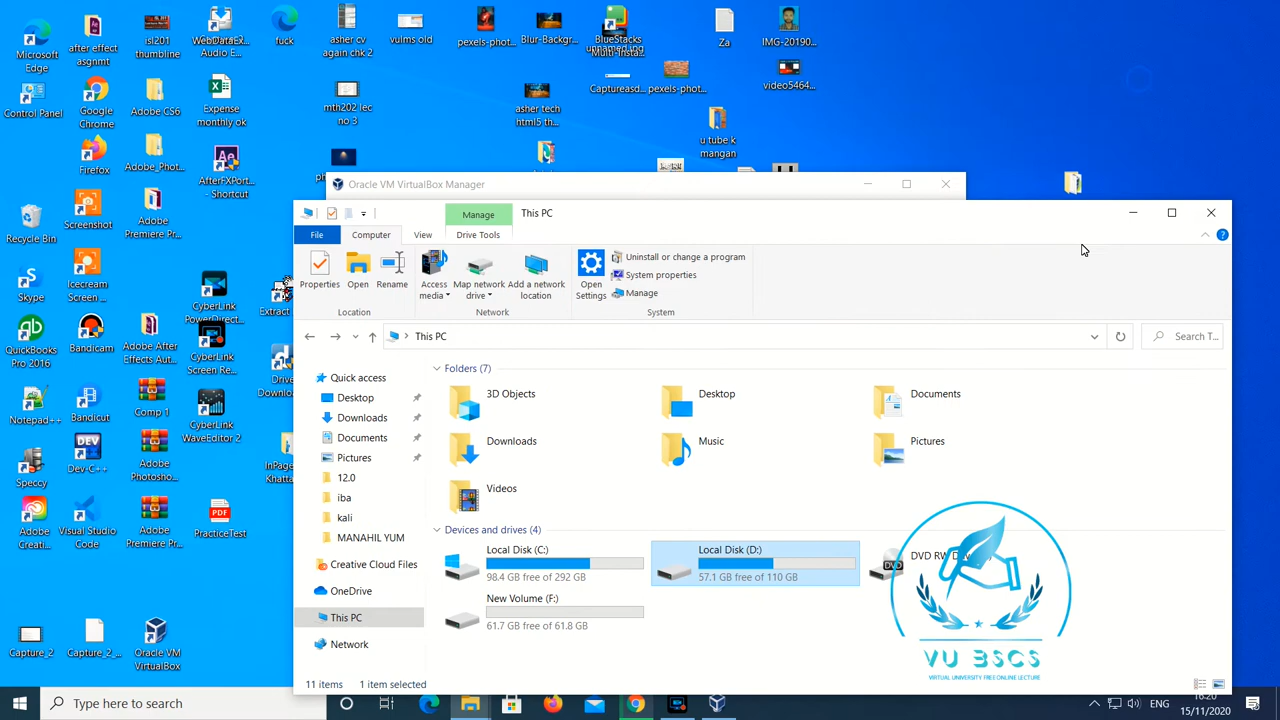 Microsoft
Edge
after effect
asgnmt
isl201
thumbline
WebDataEx...
Audio E...
fuck
asher cv
again chk 2
vulms old
pexels-phot...
Blur-Backgr...
BlueStacks
Multi-Insta...
Za
IMG-20190...
Control Panel
Google
Chrome
Adobe CS6
Expense
monthly ok
mth202 lec
no 3
asher tech
html5 th...
Captureasd...
pexels-phot...
video5464...
u tube k
mangan
Firefox
Adobe_Phot...
AfterFXPort...
- Shortcut
Recycle Bin
Screenshot
Adobe
Premiere Pr...
Skype
Icecream
Screen ...
CyberLink
PowerDirect...
Extract
QuickBooks
Pro 2016
Bandicam
Adobe After
Effects Aut...
CyberLink
Screen Re...
Drive
Downlo...
Notepad++
Bandicut
Comp 1
CyberLink
WaveEditor 2
Speccy
Dev-C++
Adobe
Photosho...
InPage
Khatta
Adobe
Creati...
Visual Studio
Code
Adobe
Premiere Pr...
PracticeTest
Capture_2
Capture_2_...
Oracle VM
VirtualBox
Oracle VM VirtualBox Manager
Manage
This PC
File
Computer
View
Drive Tools
Properties
Open
Rename
Access
media
Map network
drive
Add a network
location
Open
Settings
Uninstall or change a program
System properties
Manage
Location
Network
System
This PC
Search T...
Quick access
Desktop
Downloads
Documents
Pictures
12.0
iba
kali
MANAHIL YUM
Creative Cloud Files
OneDrive
This PC
Network
Folders (7)
3D Objects
Desktop
Documents
Downloads
Music
Pictures
Videos
Devices and drives (4)
Local Disk (C:)
98.4 GB free of 292 GB
Local Disk (D:)
57.1 GB free of 110 GB
DVD
DVD RW
New Volume (F:)
61.7 GB free of 61.8 GB
VU BSCS
VIRTUAL UNIVERSITY FREE ONLINE LECTURE
11 items
1 item selected
Type here to search
ENG
16:20
15/11/2020